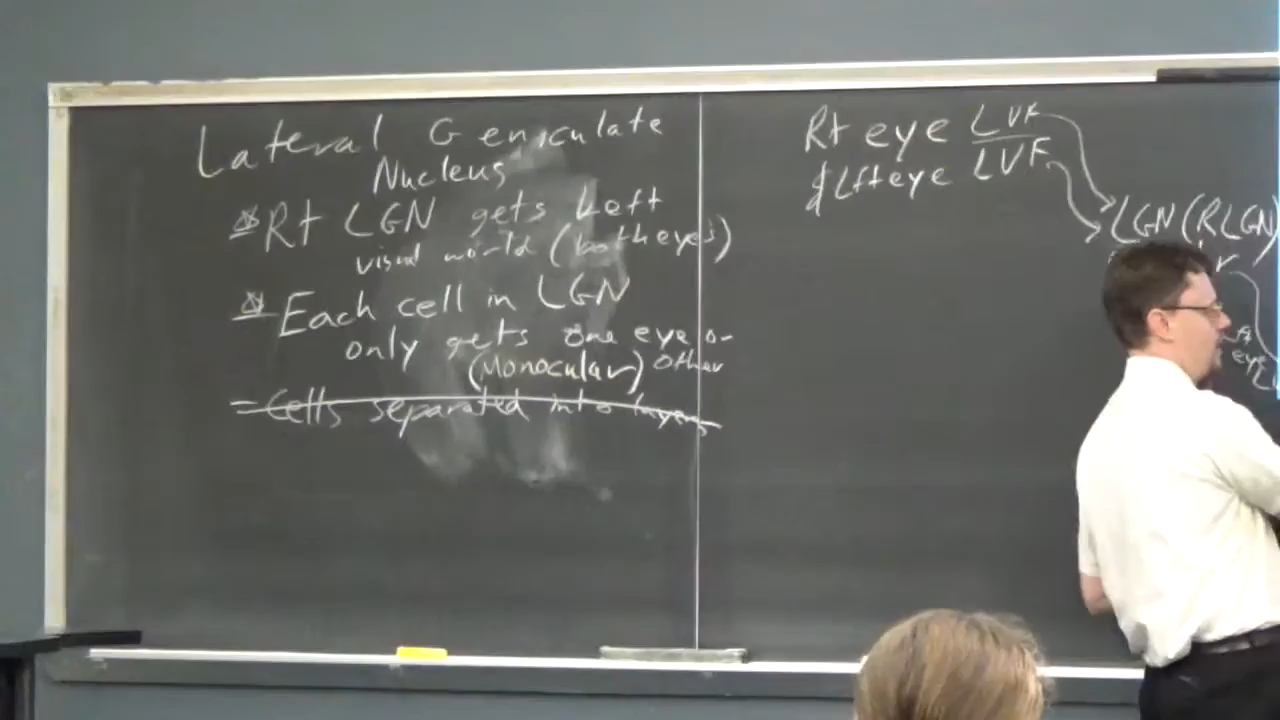 Lateral Geniculate
Nucleus
Rt LGN gets Left
visual world (both eyes)
Each cell in LGN
only gets one eye or
(Monocular) other
- Cells separated into layers
Rt eye LVF
& Lft eye LVF
LGN (RLGN)
eye